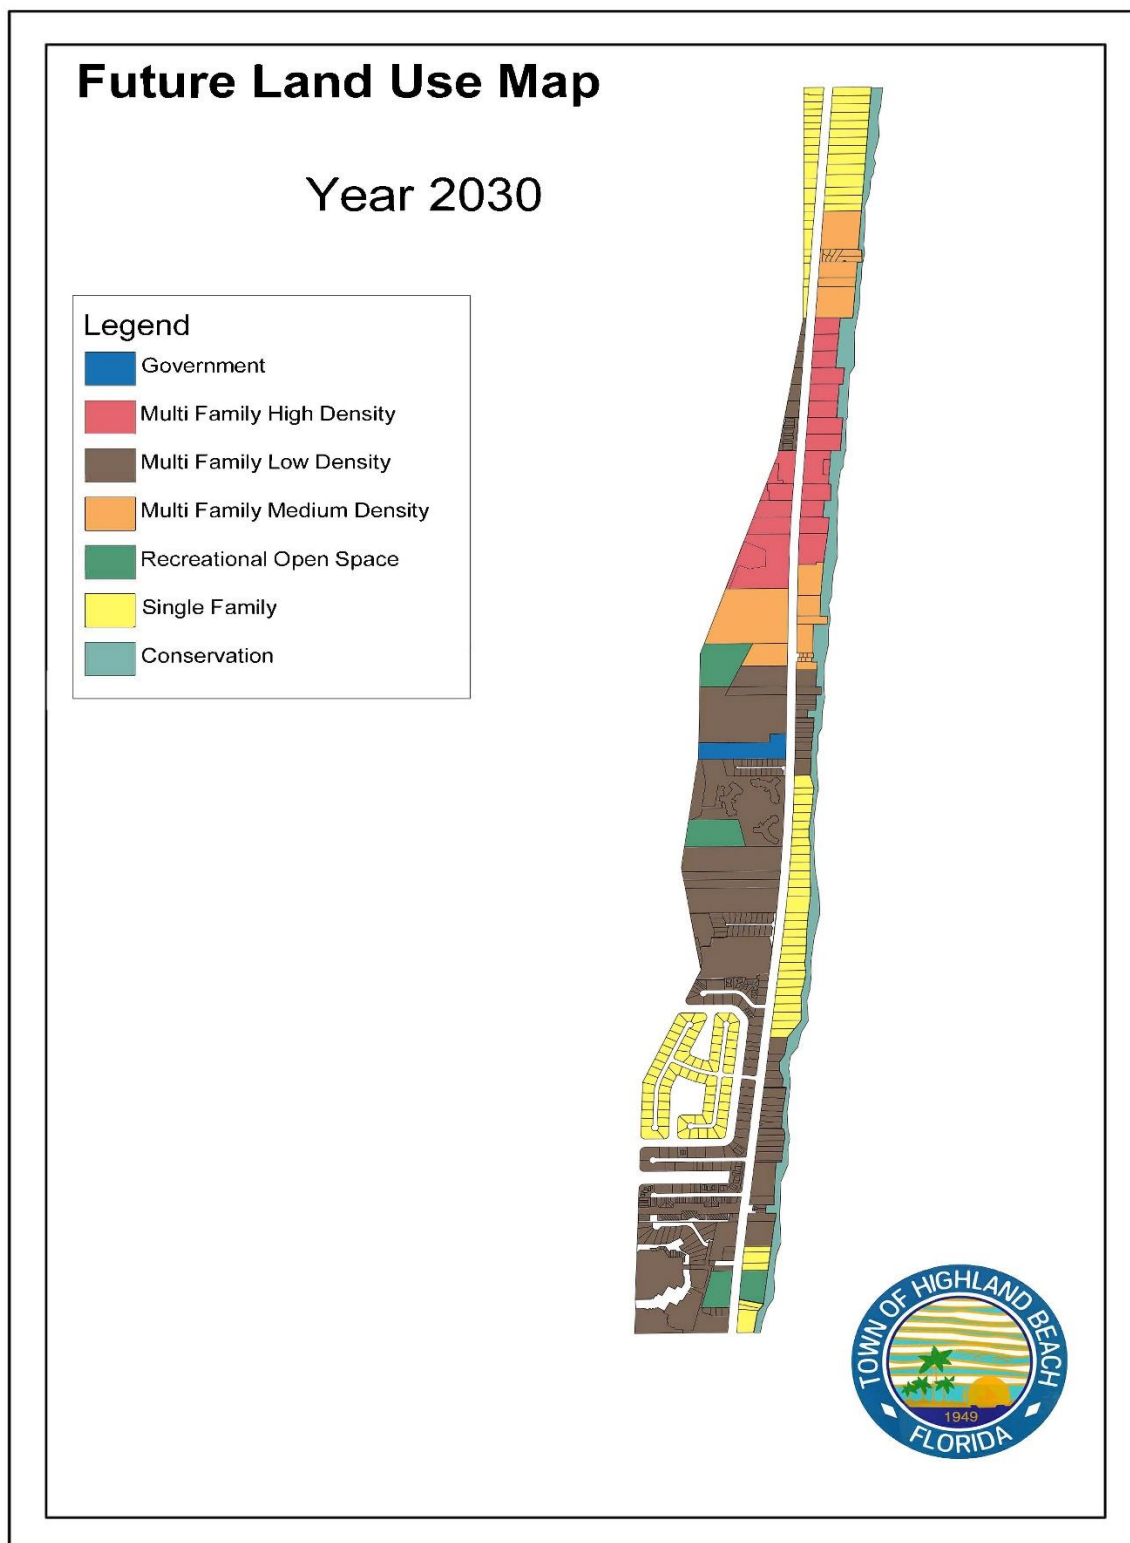 Future Land Use Map
Year 2030
Legend
Government
Multi Family High Density
Multi Family Low Density
Multi Family Medium Density
Recreational Open Space
Single Family
Conservation
TOWN OF HIGHLAND BEACH
1949
FLORIDA